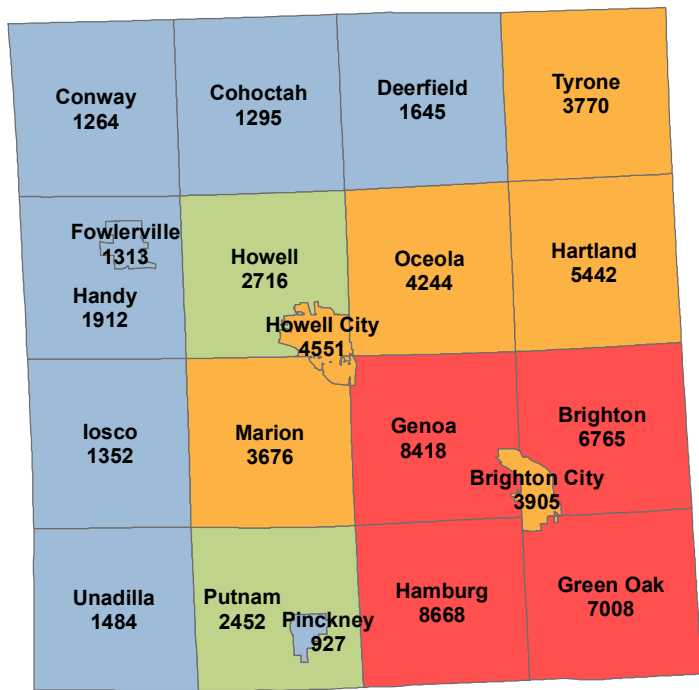 Conway
1264
Cohoctah
1295
Deerfield
1645
Tyrone
3770
Fowlerville
1313
Handy
1912
Howell
2716
Oceola
4244
Hartland
5442
Howell City
4551
Iosco
1352
Marion
3676
Genoa
8418
Brighton
6765
Brighton City
3905
Unadilla
1484
Putnam
2452
Pinckney
927
Hamburg
8668
Green Oak
7008